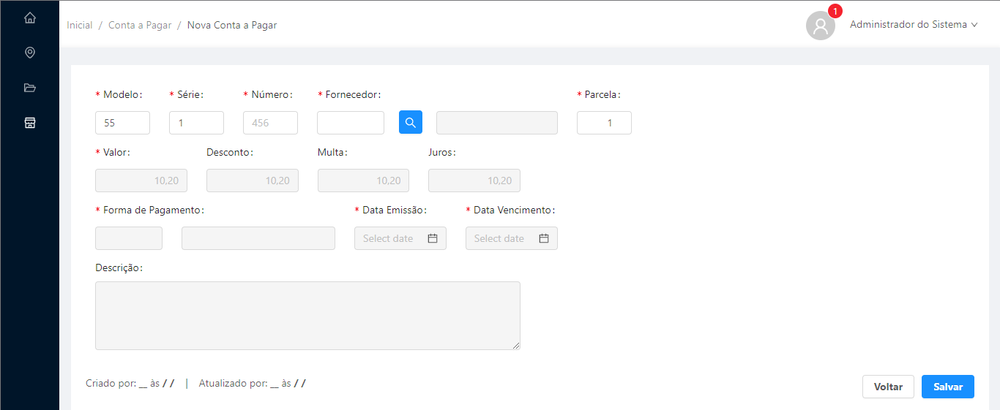 1
Inicial / Conta a Pagar / Nova Conta a Pagar
Administrador do Sistema
* Modelo: * Série: * Número: * Fornecedor: * Parcela:
55 1 456 1
* Valor: Desconto: Multa: Juros:
10,20 10,20 10,20 10,20
* Forma de Pagamento: * Data Emissão: * Data Vencimento:
Select date Select date
Descrição:
Criado por: __ às / / | Atualizado por: __ às / /
Voltar Salvar